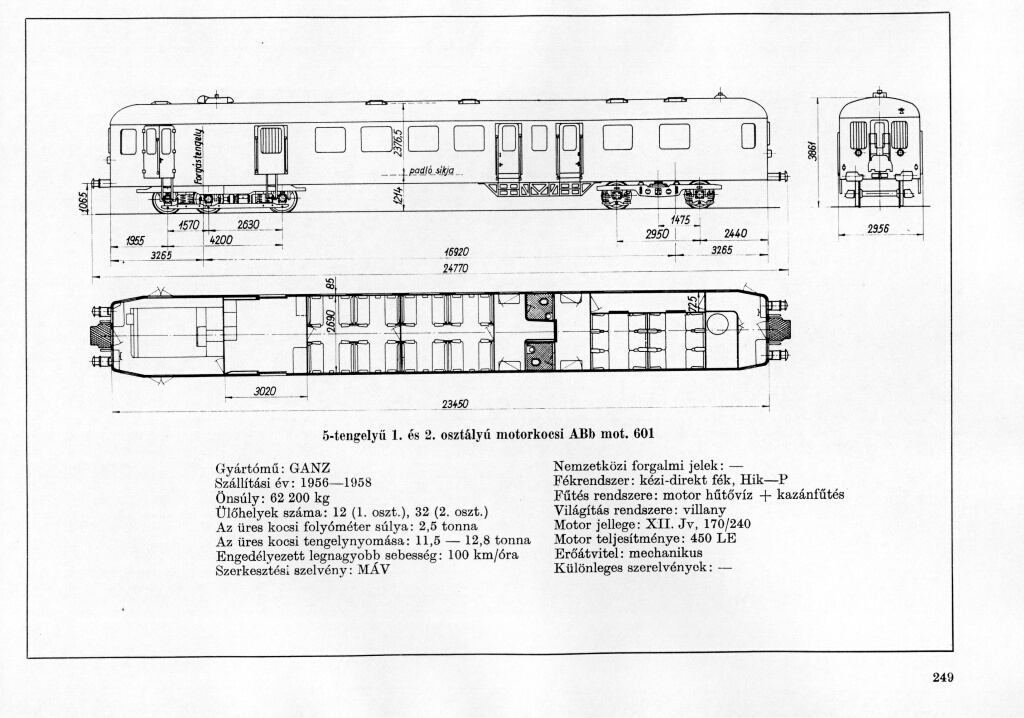 2376,5
3861
Forgástengely
padló síkja
1214
1065
1570
2630
1475
1955
4200
2950
2440
2956
3265
16920
3265
24770
85
2690
725
3020
23450
5-tengelyű 1. és 2. osztályú motorkocsi ABb mot. 601
Gyártómű: GANZ
Szállítási év: 1956—1958
Önsúly: 62 200 kg
Ülőhelyek száma: 12 (1. oszt.), 32 (2. oszt.)
Az üres kocsi folyóméter súlya: 2,5 tonna
Az üres kocsi tengelynyomása: 11,5 — 12,8 tonna
Engedélyezett legnagyobb sebesség: 100 km/óra
Szerkesztési szelvény: MÁV
Nemzetközi forgalmi jelek: —
Fékrendszer: kézi-direkt fék, Hik—P
Fűtés rendszere: motor hűtővíz + kazánfűtés
Világítás rendszere: villany
Motor jellege: XII. Jv, 170/240
Motor teljesítménye: 450 LE
Erőátvitel: mechanikus
Különleges szerelvények: —
249